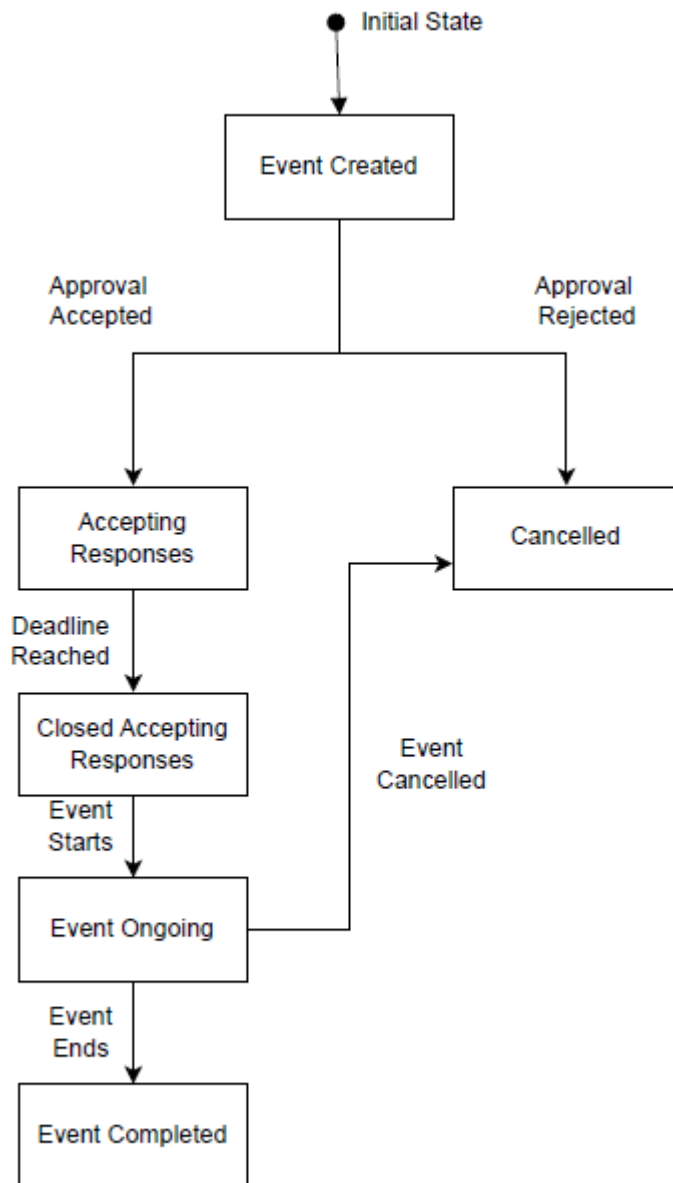 Initial State
Event Created
Approval
Accepted
Approval
Rejected
Accepting
Responses
Cancelled
Deadline
Reached
Closed Accepting
Responses
Event
Cancelled
Event
Starts
Event Ongoing
Event
Ends
Event Completed